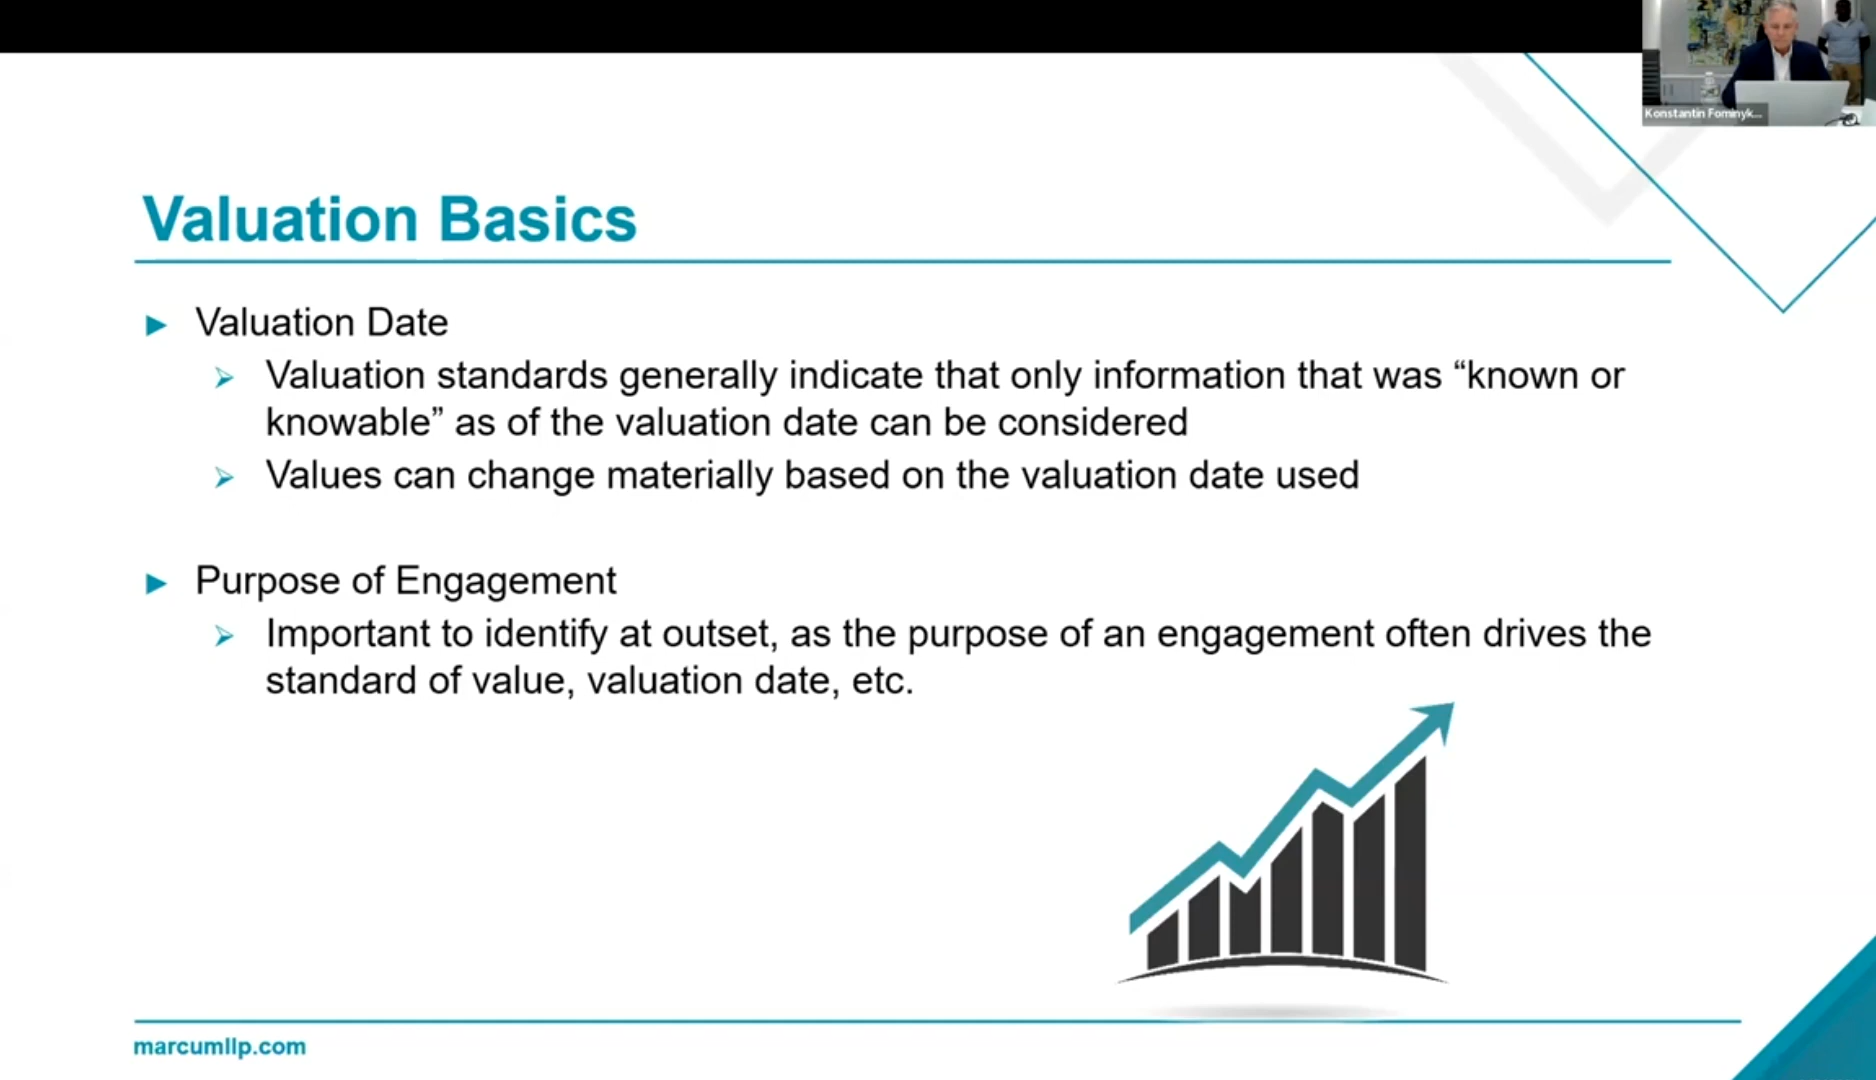 Konstantin Fominyk...
Valuation Basics
► Valuation Date
➢ Valuation standards generally indicate that only information that was “known or
knowable” as of the valuation date can be considered
➢ Values can change materially based on the valuation date used
► Purpose of Engagement
➢ Important to identify at outset, as the purpose of an engagement often drives the
standard of value, valuation date, etc.
marcumllp.com